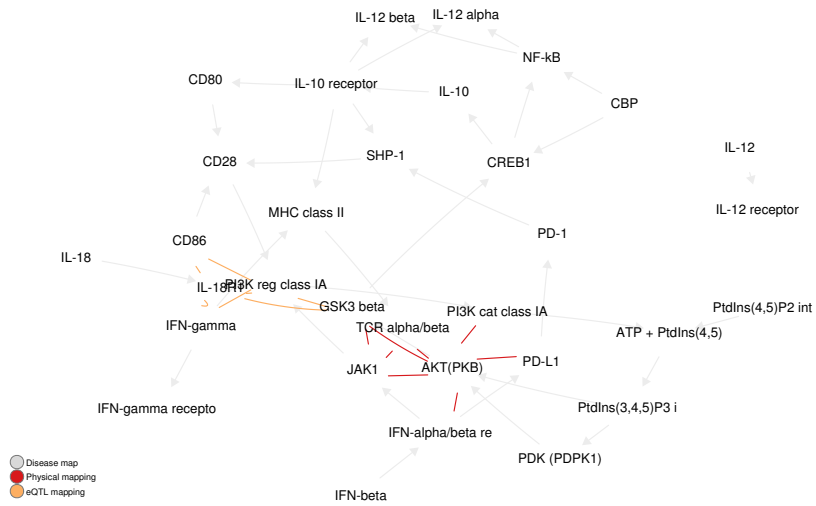 IL-12 beta
IL-12 alpha
NF-kB
CD80
IL-10 receptor
IL-10
CBP
IL-12
SHP-1
CD28
CREB1
IL-12 receptor
MHC class II
PD-1
CD86
IL-18
IL-18R1
PI3K reg class IA
GSK3 beta
PI3K cat class IA
PtdIns(4,5)P2 int
IFN-gamma
TCR alpha/beta
ATP + PtdIns(4,5)
JAK1
AKT(PKB)
PD-L1
IFN-gamma recepto
PtdIns(3,4,5)P3 i
IFN-alpha/beta re
PDK (PDPK1)
IFN-beta
Disease map
Physical mapping
eQTL mapping